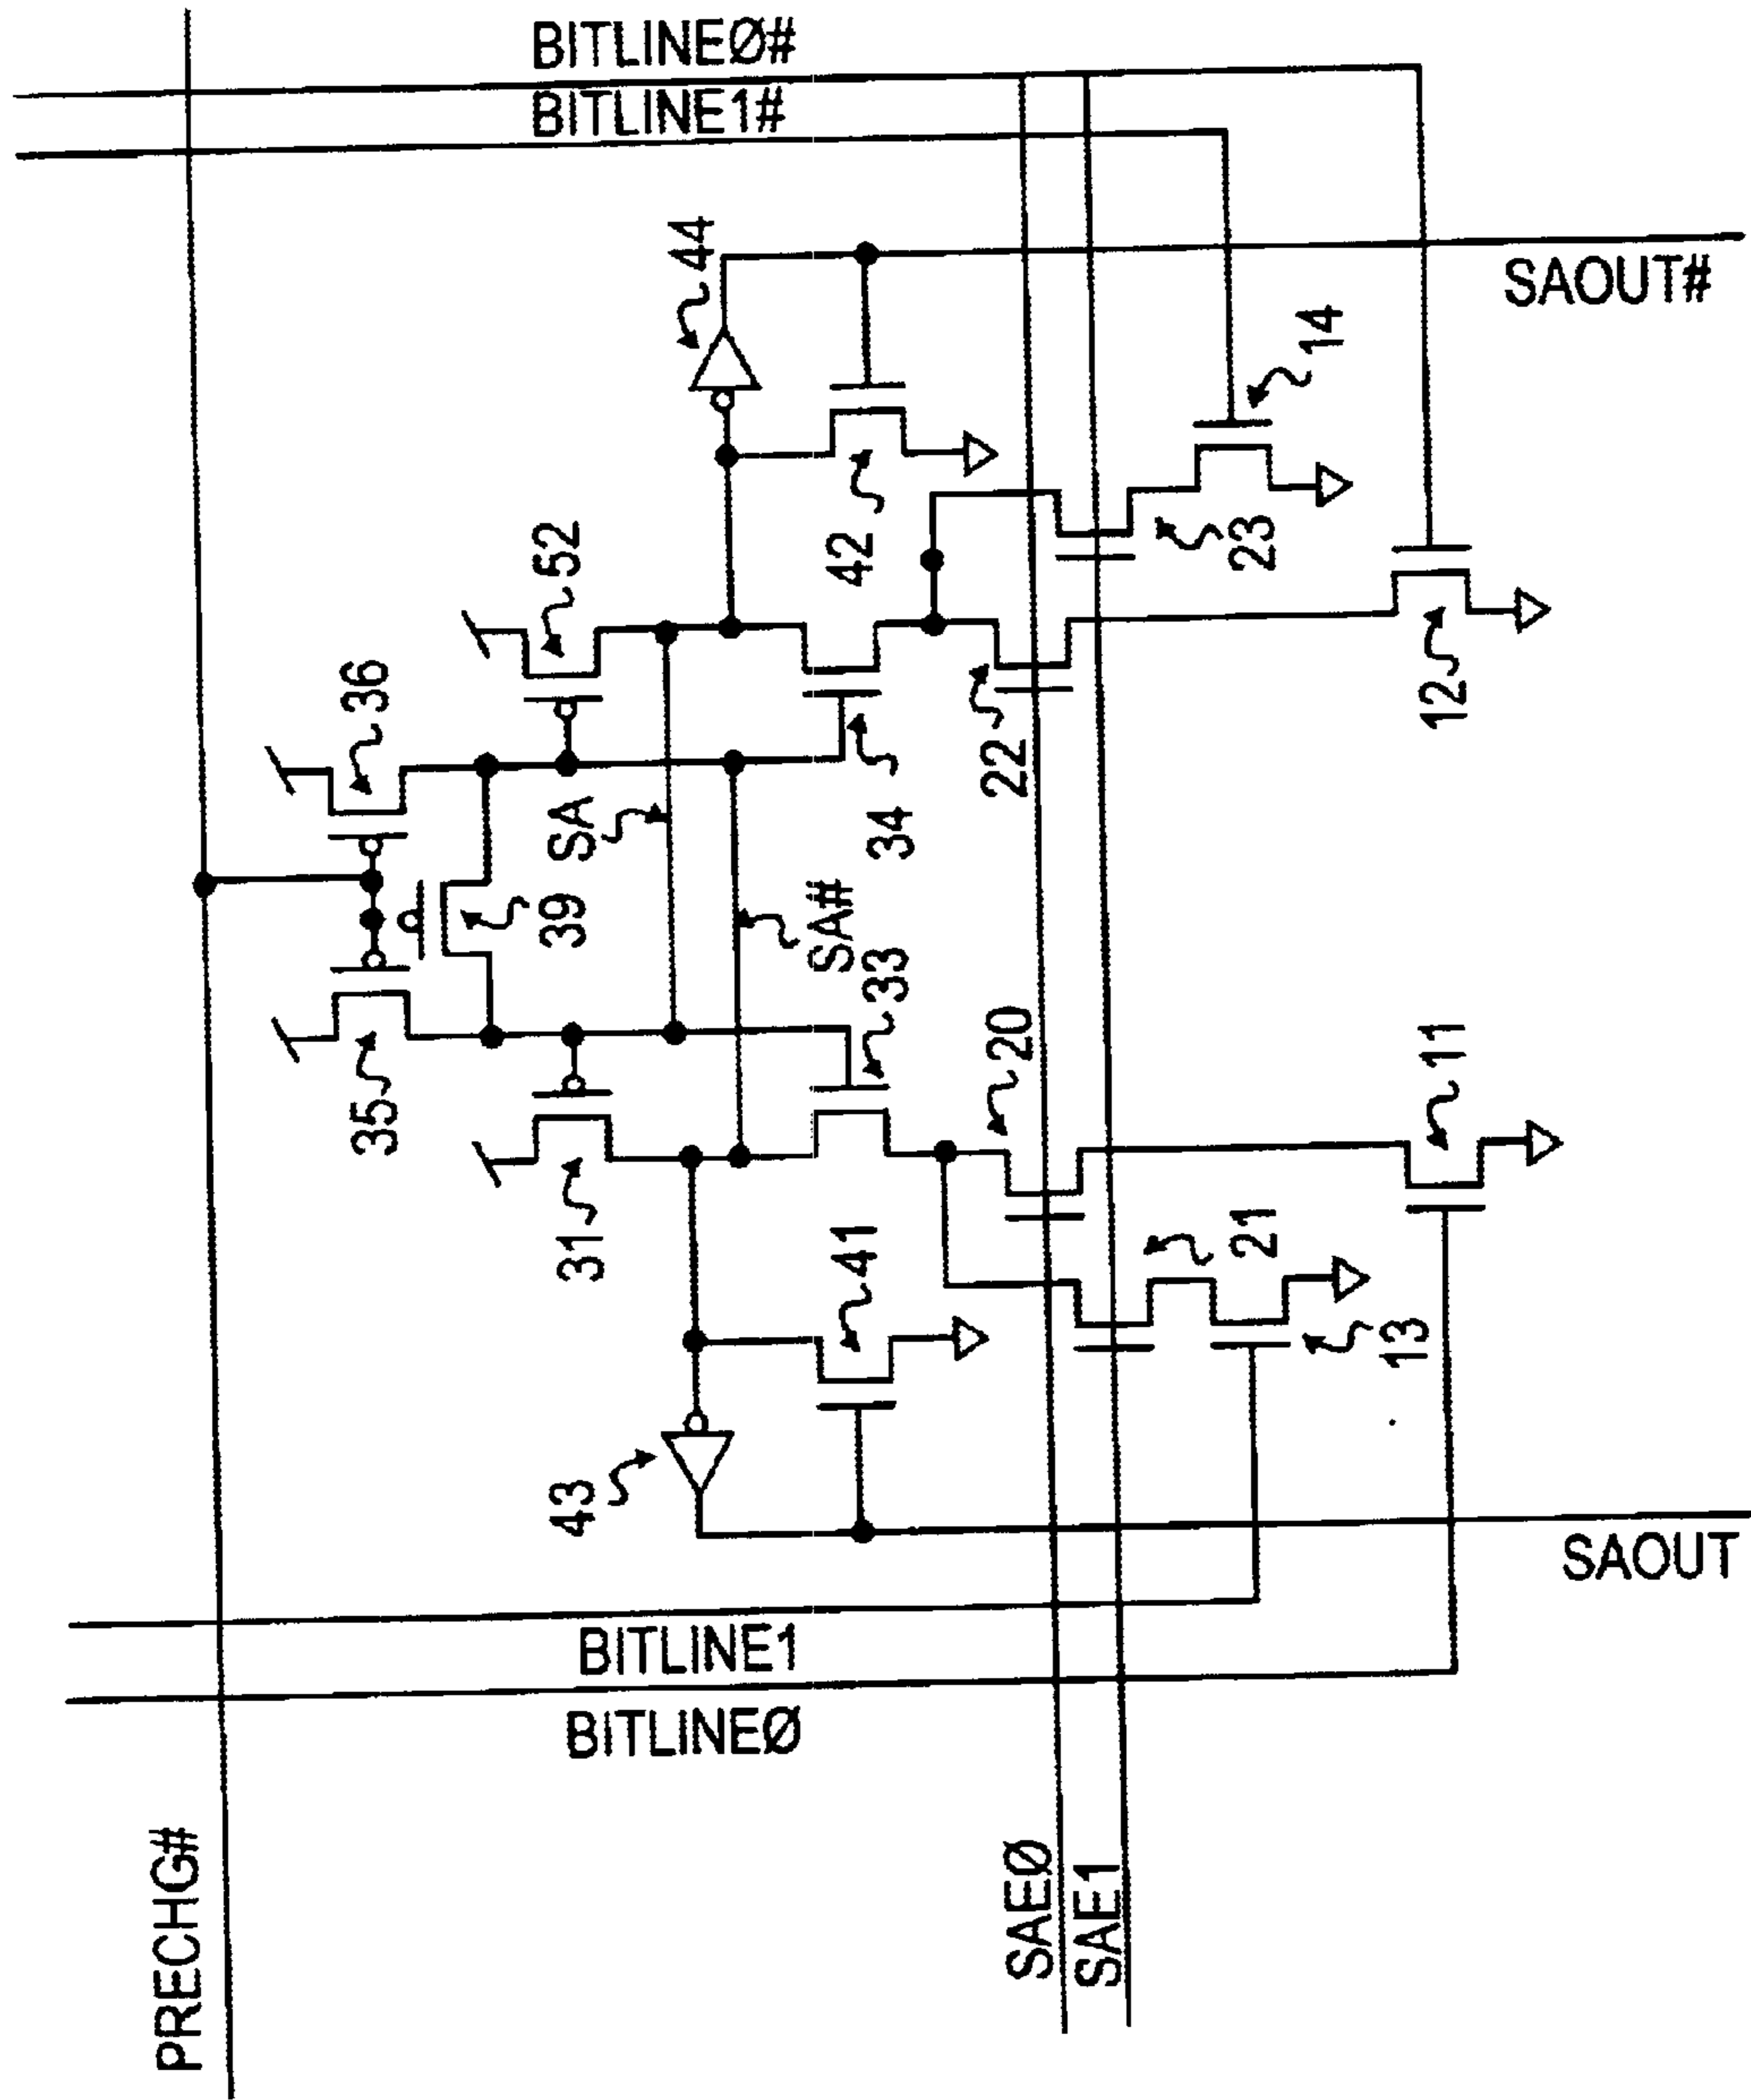 PRECHG#
BITLINE0#
BITLINE1#
36
35
39
52
SA
44
31
SA#
43
34
33
42
41
SAOUT#
14
22
23
20
21
SAEØ
SAE1
12
13
11
BITLINE1
BITLINEØ
SAOUT